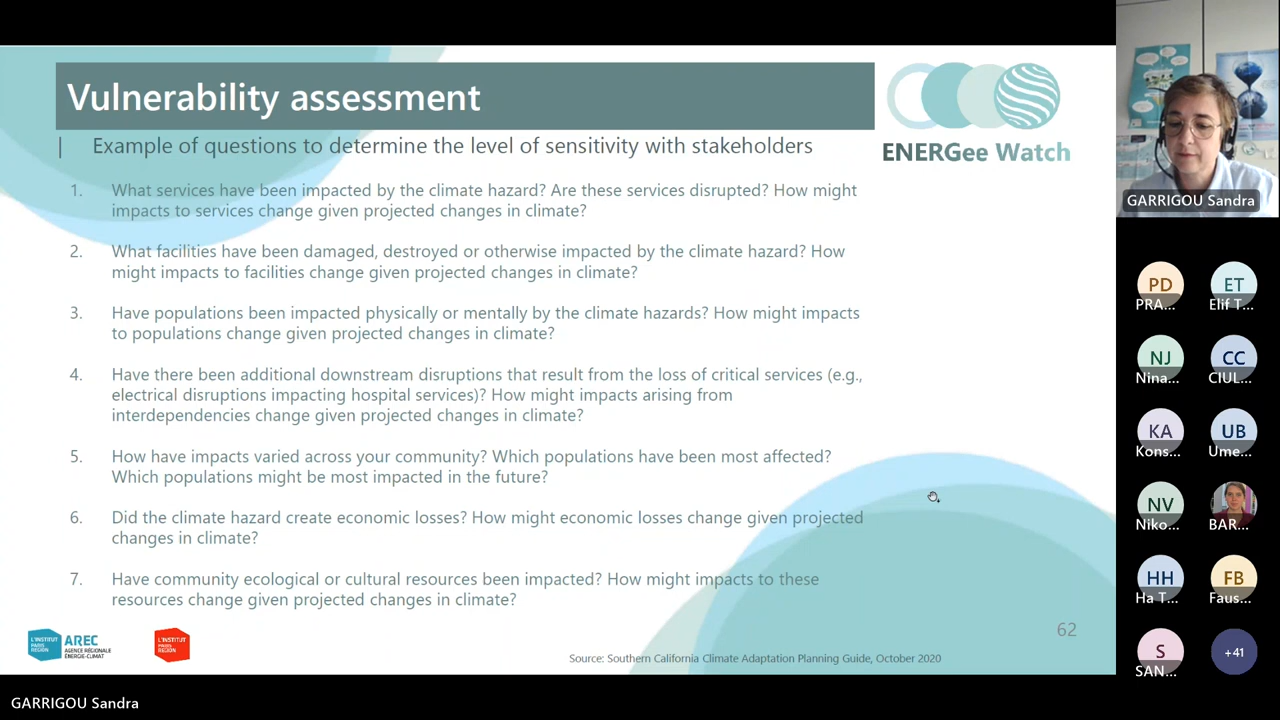 Vulnerability assessment
| Example of questions to determine the level of sensitivity with stakeholders
ENERGee Watch
1. What services have been impacted by the climate hazard? Are these services disrupted? How might
impacts to services change given projected changes in climate?
2. What facilities have been damaged, destroyed or otherwise impacted by the climate hazard? How
might impacts to facilities change given projected changes in climate?
3. Have populations been impacted physically or mentally by the climate hazards? How might impacts
to populations change given projected changes in climate?
4. Have there been additional downstream disruptions that result from the loss of critical services (e.g.,
electrical disruptions impacting hospital services)? How might impacts arising from
interdependencies change given projected changes in climate?
5. How have impacts varied across your community? Which populations have been most affected?
Which populations might be most impacted in the future?
6. Did the climate hazard create economic losses? How might economic losses change given projected
changes in climate?
7. Have community ecological or cultural resources been impacted? How might impacts to these
resources change given projected changes in climate?
62
L'INSTITUT
PARIS
REGION
AREC
AGENCE RÉGIONALE
ÉNERGIE-CLIMAT
L'INSTITUT
PARIS
REGION
Source: Southern California Climate Adaptation Planning Guide, October 2020
GARRIGOU Sandra
GARRIGOU Sandra
PD
PRA...
ET
Elif T...
NJ
Nina...
CC
CIUL...
KA
Kons...
UB
Ume...
NV
Niko...
BAR...
HH
Ha T...
FB
Faus...
S
SAN...
+41